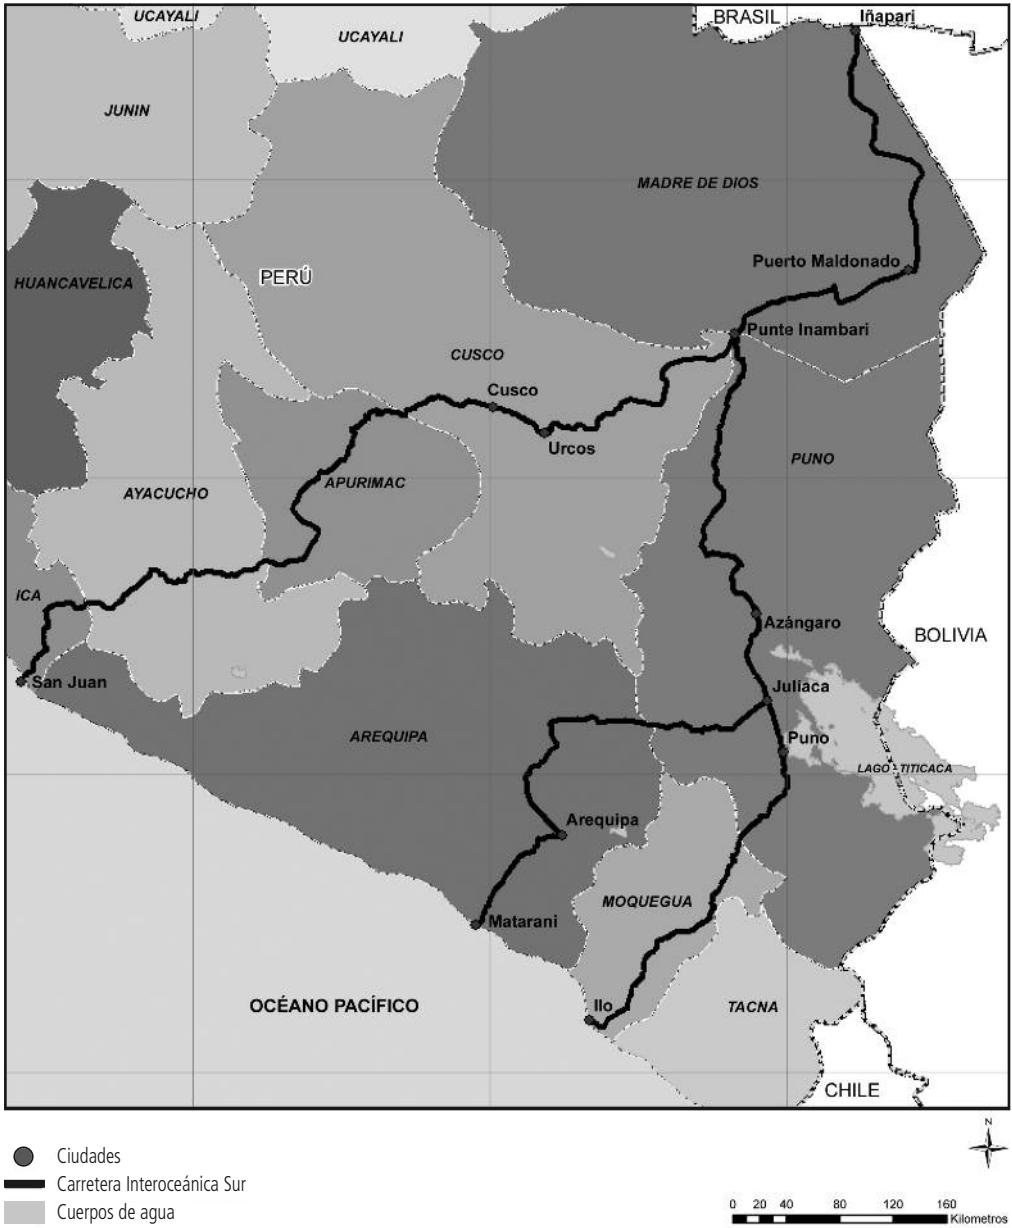 UCAYALI
BRASIL
Iñapari
UCAYALI
JUNIN
MADRE DE DIOS
Puerto Maldonado
HUANCAVELICA
PERÚ
Punte Inambari
CUSCO
Cusco
Urcos
PUNO
APURIMAC
AYACUCHO
ICA
Azángaro
BOLIVIA
San Juan
Juliaca
AREQUIPA
Puno
LAGO - TITICACA
Arequipa
MOQUEGUA
Matarani
OCÉANO PACÍFICO
Ilo
TACNA
CHILE
N
Ciudades
Carretera Interoceánica Sur
Cuerpos de agua
0 20 40 80 120 160
Kilometros